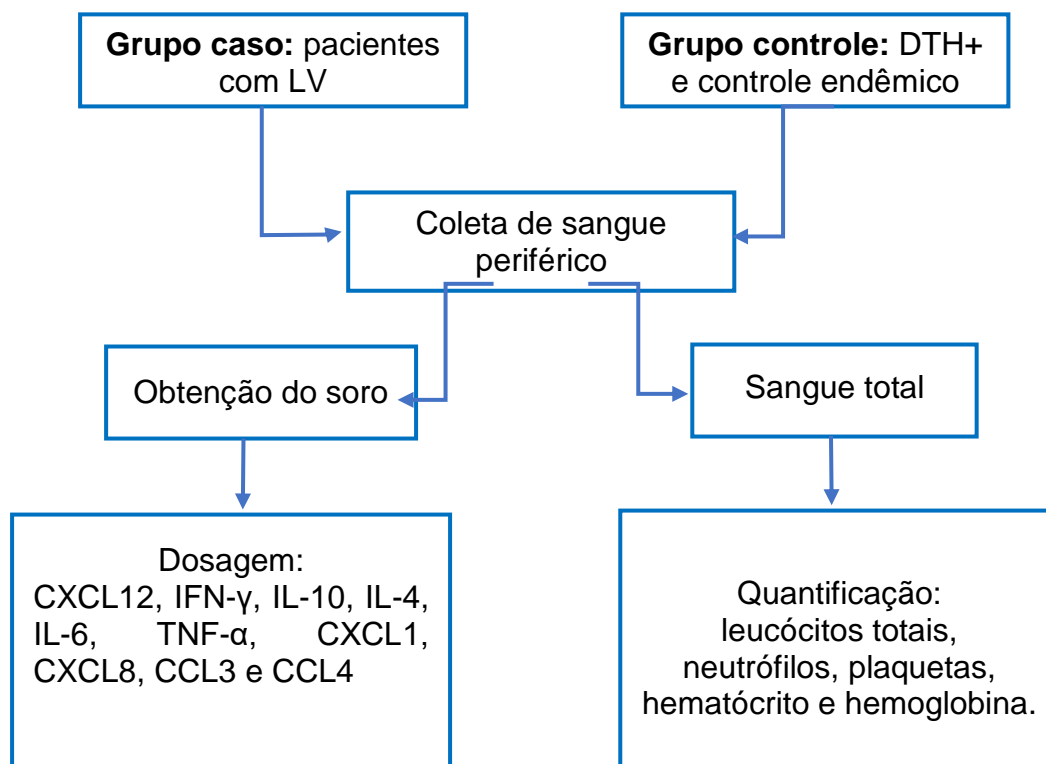 Grupo caso: pacientes
com LV
Grupo controle: DTH+
e controle endêmico
Coleta de sangue
periférico
Obtenção do soro
Sangue total
Dosagem:
CXCL12, IFN-γ, IL-10, IL-4,
IL-6, TNF-α, CXCL1,
CXCL8, CCL3 e CCL4
Quantificação:
leucócitos totais,
neutrófilos, plaquetas,
hematócrito e hemoglobina.